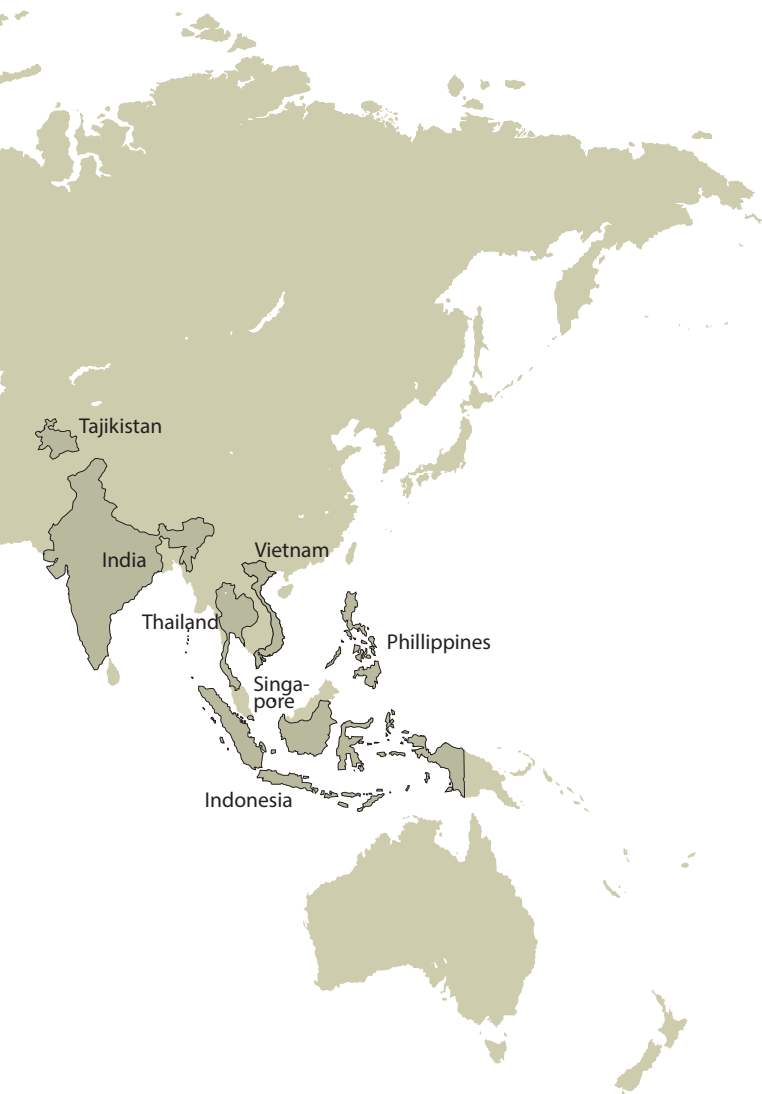 Tajikistan
Vietnam
India
Thailand
Phillippines
Singa-
pore
Indonesia